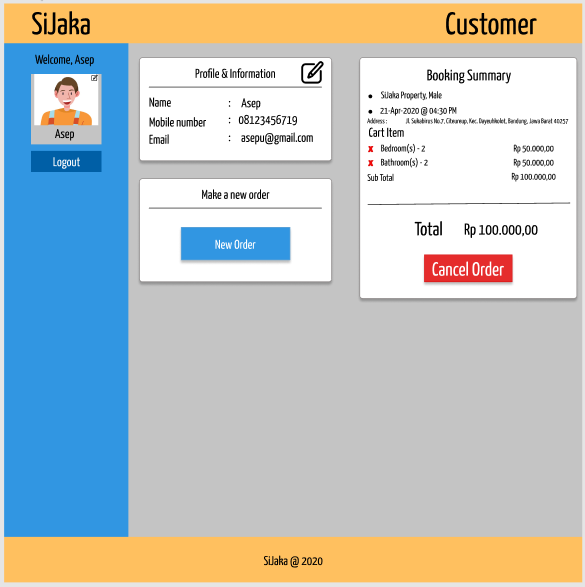 SiJaka
Customer
Welcome, Asep
Asep
Logout
Profile & Information
Name : Asep
Mobile number : 08123456719
Email : asepu@gmail.com
Make a new order
New Order
Booking Summary
SiJaka Property, Male
21-Apr-2020 @ 04:30 PM
Address : Jl. Sukabirus No.7, Citeureup, Kec. Dayeuhkolot, Bandung, Jawa Barat 40257
Cart Item
x Bedroom(s) - 2 Rp 50.000,00
x Bathroom(s) - 2 Rp 50.000,00
Sub Total Rp 100.000,00
Total Rp 100.000,00
Cancel Order
SiJaka @ 2020